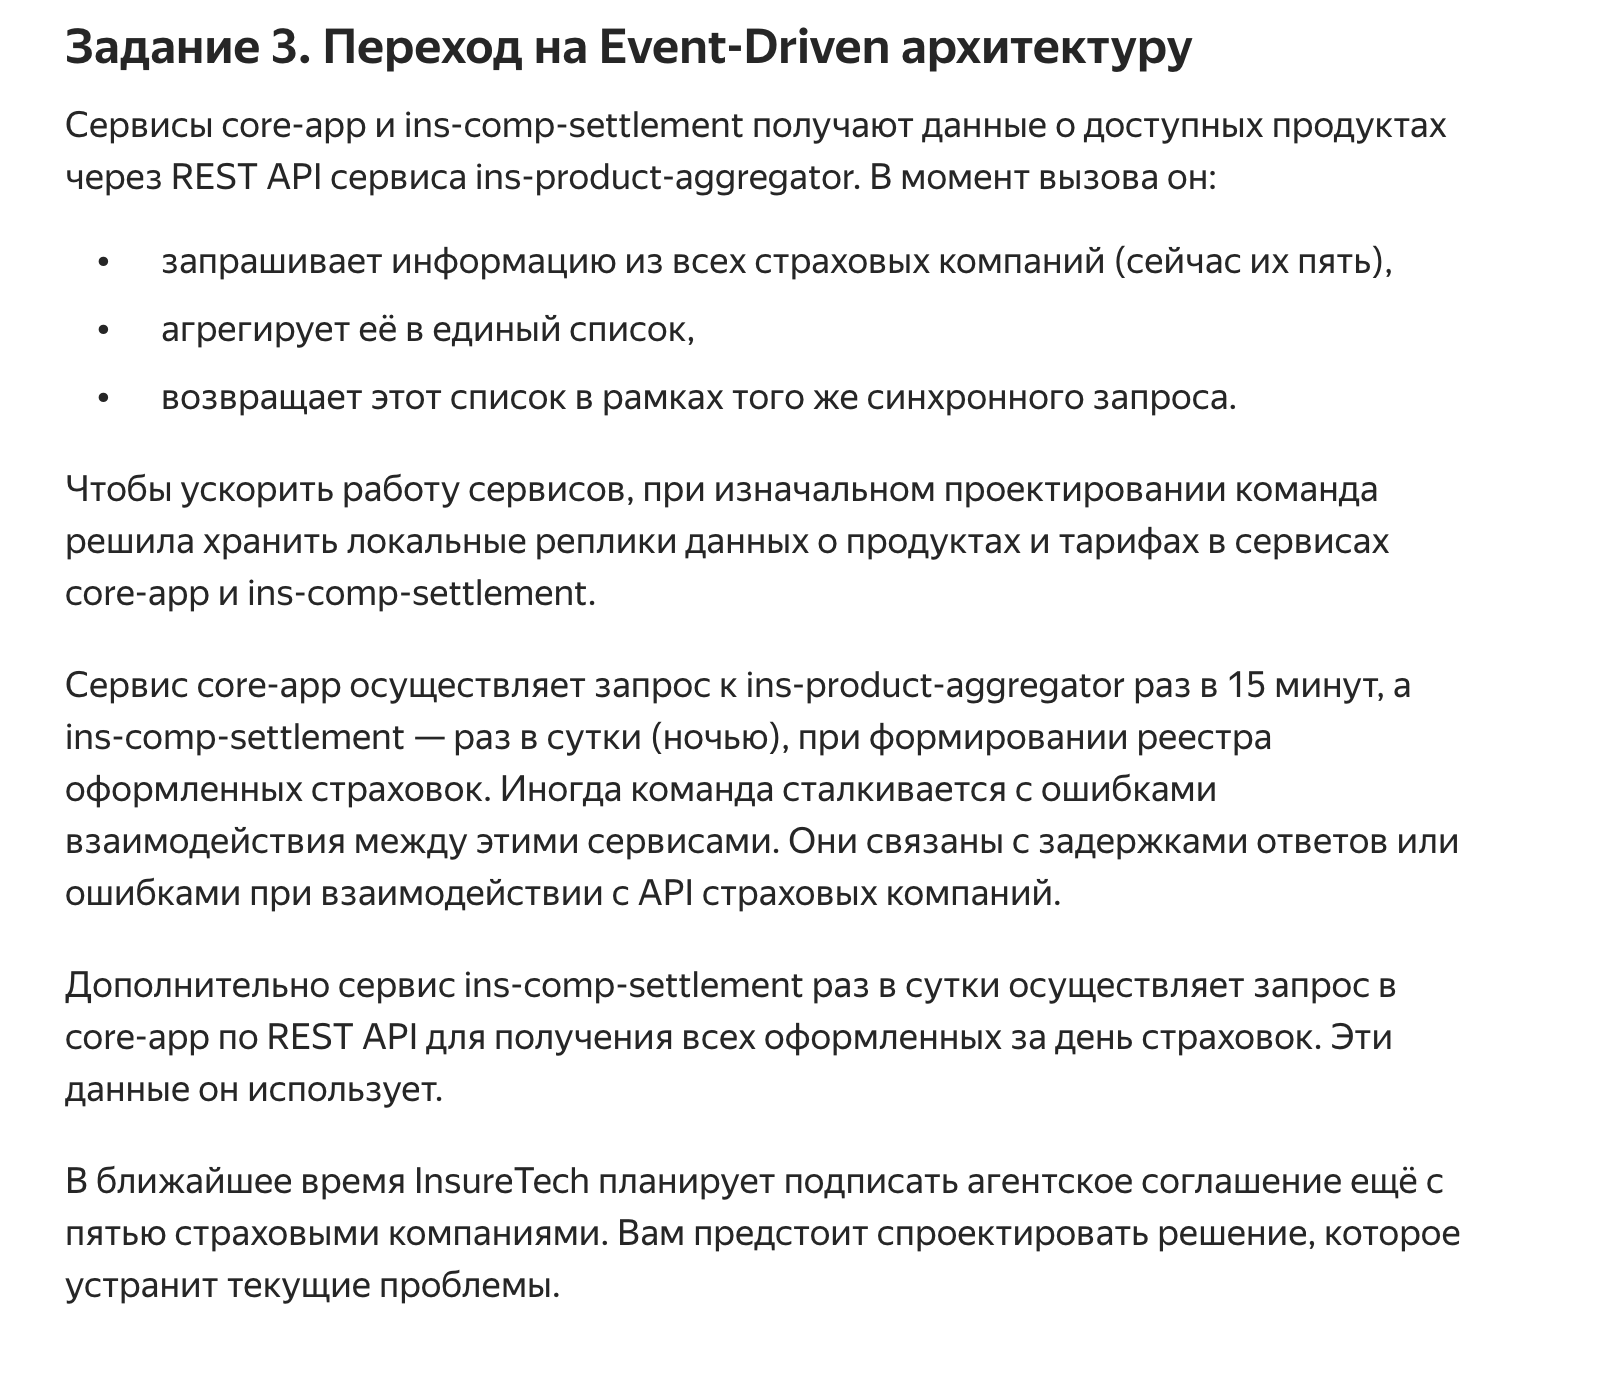 Задание 3. Переход на Event-Driven архитектуру
Сервисы core-app и ins-comp-settlement получают данные о доступных продуктах
через REST API сервиса ins-product-aggregator. В момент вызова он:
• запрашивает информацию из всех страховых компаний (сейчас их пять),
• агрегирует её в единый список,
• возвращает этот список в рамках того же синхронного запроса.
Чтобы ускорить работу сервисов, при изначальном проектировании команда
решила хранить локальные реплики данных о продуктах и тарифах в сервисах
core-app и ins-comp-settlement.
Сервис core-app осуществляет запрос к ins-product-aggregator раз в 15 минут, а
ins-comp-settlement — раз в сутки (ночью), при формировании реестра
оформленных страховок. Иногда команда сталкивается с ошибками
взаимодействия между этими сервисами. Они связаны с задержками ответов или
ошибками при взаимодействии с API страховых компаний.
Дополнительно сервис ins-comp-settlement раз в сутки осуществляет запрос в
core-app по REST API для получения всех оформленных за день страховок. Эти
данные он использует.
В ближайшее время InsureTech планирует подписать агентское соглашение ещё с
пятью страховыми компаниями. Вам предстоит спроектировать решение, которое
устранит текущие проблемы.